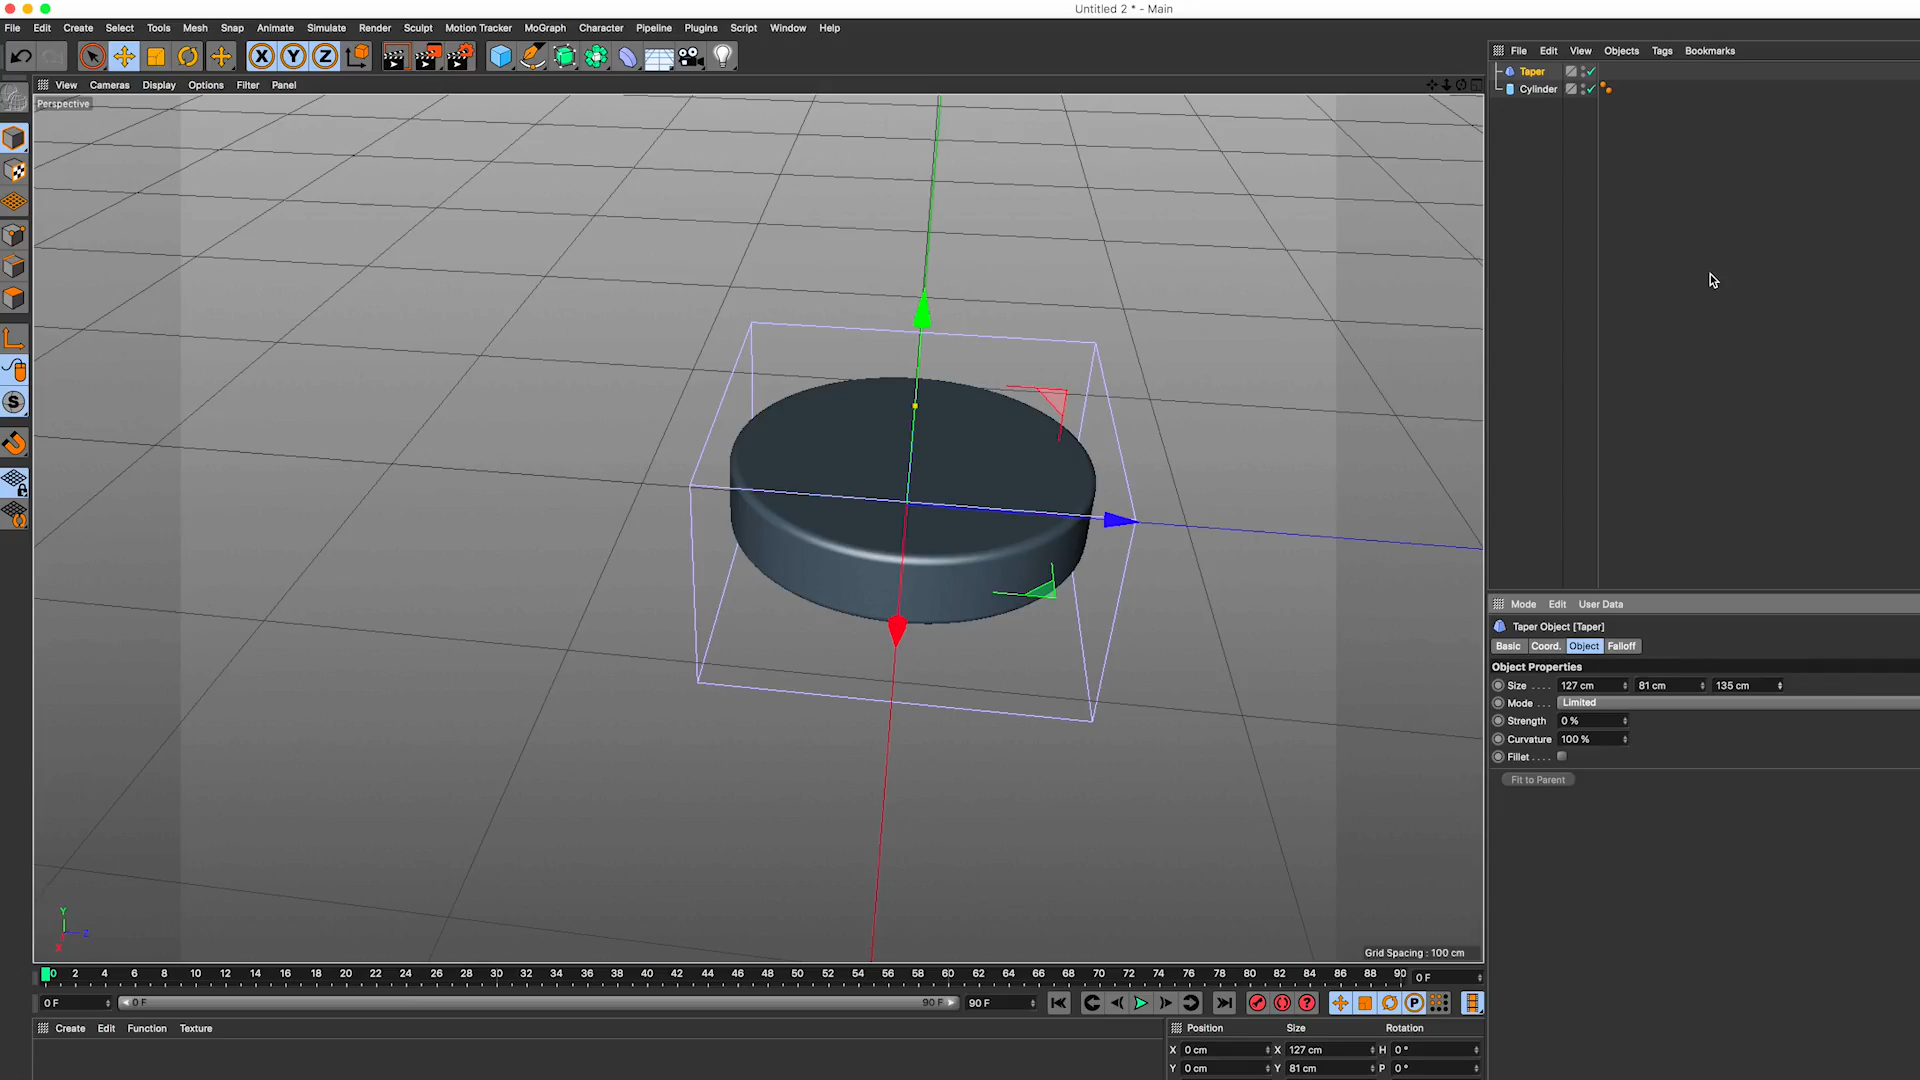 Untitled 2 * - Main
File Edit Create Select Tools Mesh Snap Animate Simulate Render Sculpt Motion Tracker MoGraph Character Pipeline Plugins Script Window Help
File Edit View Objects Tags Bookmarks
X Y Z
Taper
Cylinder
View Cameras Display Options Filter Panel
Perspective
S
Mode Edit User Data
Taper Object [Taper]
Basic Coord. Object Falloff
Object Properties
Size . . . . 127 cm 81 cm 135 cm
Mode . . . Limited
Strength 0 %
Curvature 100 %
Fillet . . . .
Fit to Parent
Y
Z
X
Grid Spacing : 100 cm
0 2 4 6 8 10 12 14 16 18 20 22 24 26 28 30 32 34 36 38 40 42 44 46 48 50 52 54 56 58 60 62 64 66 68 70 72 74 76 78 80 82 84 86 88 90 0 F
0 F 0 F 90 F 90 F ? P
Create Edit Function Texture
Position Size Rotation
X 0 cm X 127 cm H 0 °
Y 0 cm Y 81 cm P 0 °